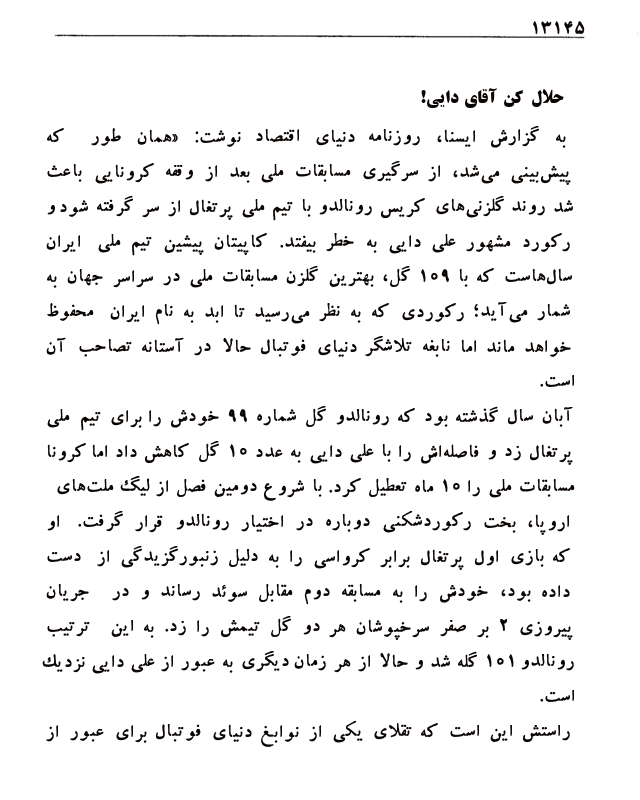 ۱۳۱۴۵
حلال کن آقای دایی!
به گزارش ایسنا، روزنامه دنیای اقتصاد نوشت: «همان طور که
پیش‌بینی می‌شد، از سرگیری مسابقات ملی بعد از وقفه کرونایی باعث
شد روند گلزنی‌های کریس رونالدو با تیم ملی پرتغال از سر گرفته شود و
رکورد مشهور علی دایی به خطر بیفتد. کاپیتان پیشین تیم ملی ایران
سال‌هاست که با ۱۰۹ گل، بهترین گلزن مسابقات ملی در سراسر جهان به
شمار می‌آید؛ رکوردی که به نظر می‌رسید تا ابد به نام ایران محفوظ
خواهد ماند اما نابغه تلاشگر دنیای فوتبال حالا در آستانه تصاحب آن
است.
آبان سال گذشته بود که رونالدو گل شماره ۹۹ خودش را برای تیم ملی
پرتغال زد و فاصله‌اش را با علی دایی به عدد ۱۰ گل کاهش داد اما کرونا
مسابقات ملی را ۱۰ ماه تعطیل کرد. با شروع دومین فصل از لیگ ملت‌های
اروپا، بخت رکوردشکنی دوباره در اختیار رونالدو قرار گرفت. او
که بازی اول پرتغال برابر کرواسی را به دلیل زنبورگزیدگی از دست
داده بود، خودش را به مسابقه دوم مقابل سوئد رساند و در جریان
پیروزی ۲ بر صفر سرخپوشان هر دو گل تیمش را زد. به این ترتیب
رونالدو ۱۰۱ گله شد و حالا از هر زمان دیگری به عبور از علی دایی نزدیک
است.
راستش این است که تقلای یکی از نوابغ دنیای فوتبال برای عبور از